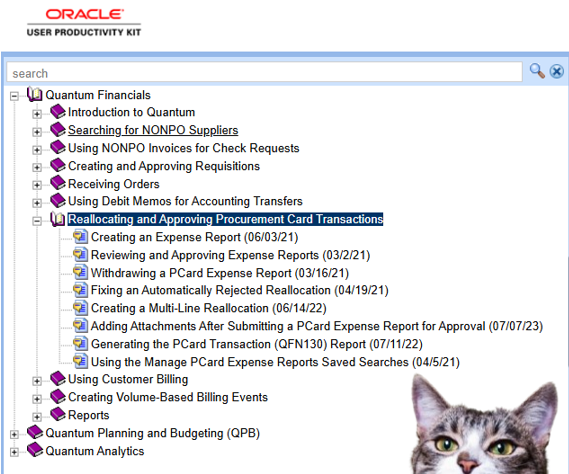 ORACLE
USER PRODUCTIVITY KIT
search
Quantum Financials
Introduction to Quantum
Searching for NONPO Suppliers
Using NONPO Invoices for Check Requests
Creating and Approving Requisitions
Receiving Orders
Using Debit Memos for Accounting Transfers
Reallocating and Approving Procurement Card Transactions
Creating an Expense Report (06/03/21)
Reviewing and Approving Expense Reports (03/2/21)
Withdrawing a PCard Expense Report (03/16/21)
Fixing an Automatically Rejected Reallocation (04/19/21)
Creating a Multi-Line Reallocation (06/14/22)
Adding Attachments After Submitting a PCard Expense Report for Approval (07/07/23)
Generating the PCard Transaction (QFN130) Report (07/11/22)
Using the Manage PCard Expense Reports Saved Searches (04/5/21)
Using Customer Billing
Creating Volume-Based Billing Events
Reports
Quantum Planning and Budgeting (QPB)
Quantum Analytics